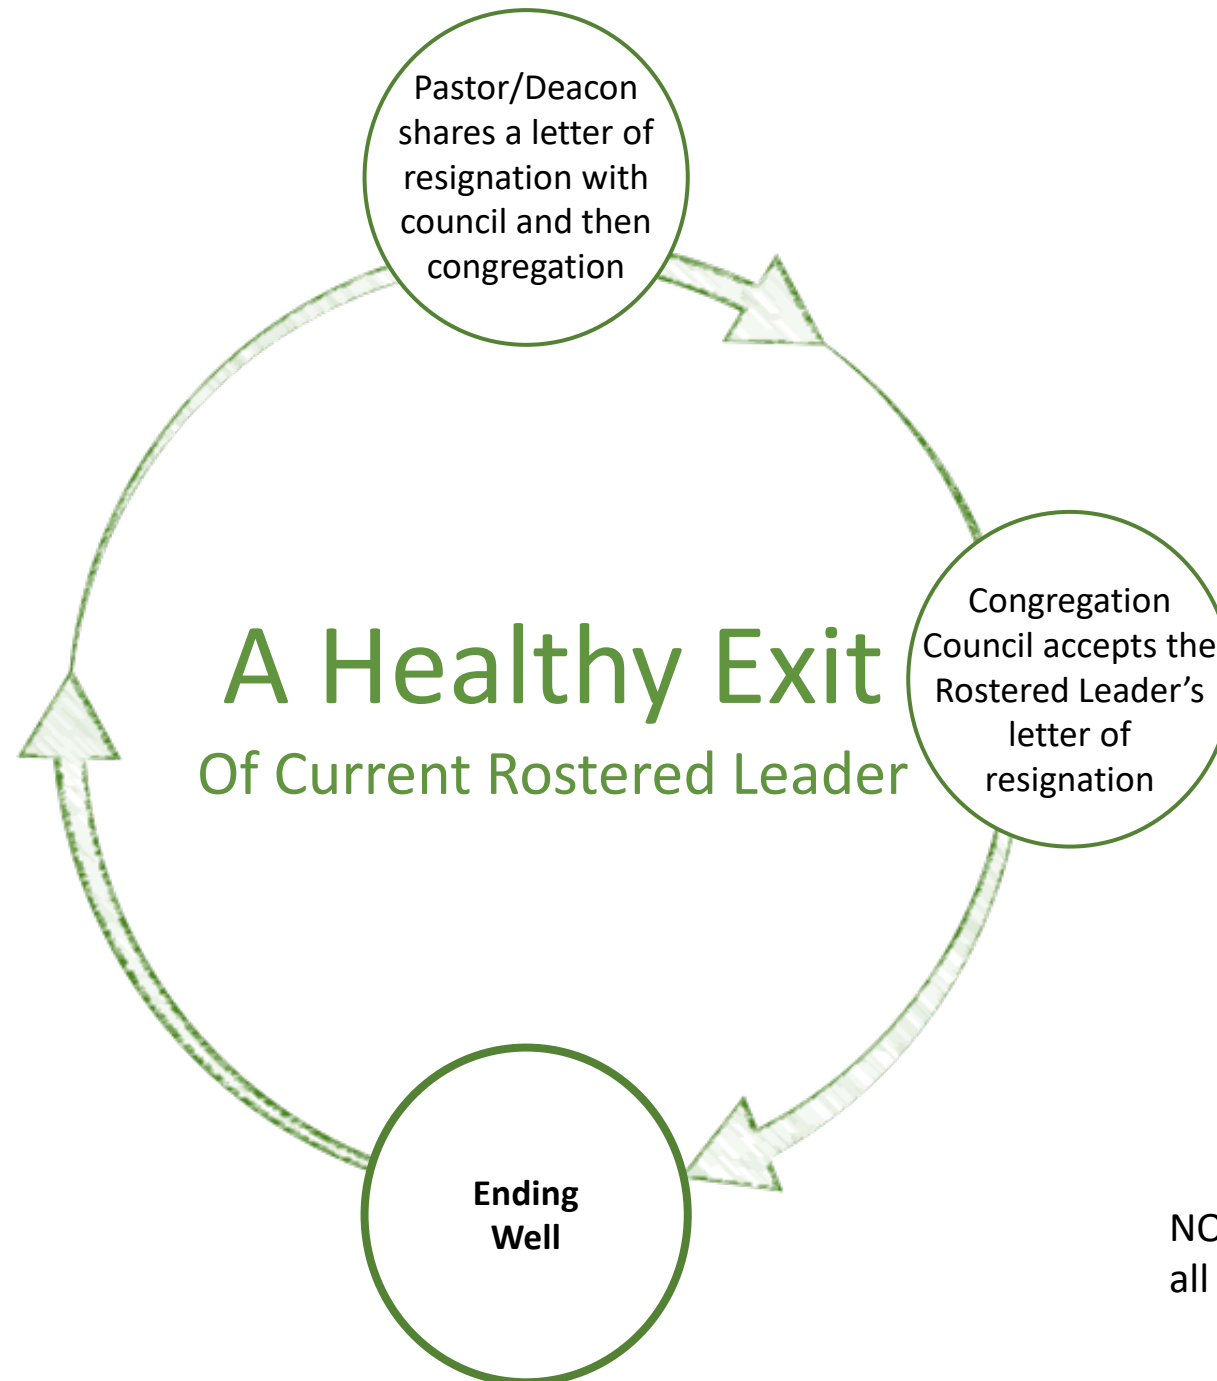 Pastor/Deacon
shares a letter of
resignation with
council and then
congregation
A Healthy Exit
Of Current Rostered Leader
Congregation
Council accepts the
Rostered Leader’s
letter of
resignation
Ending
Well
all